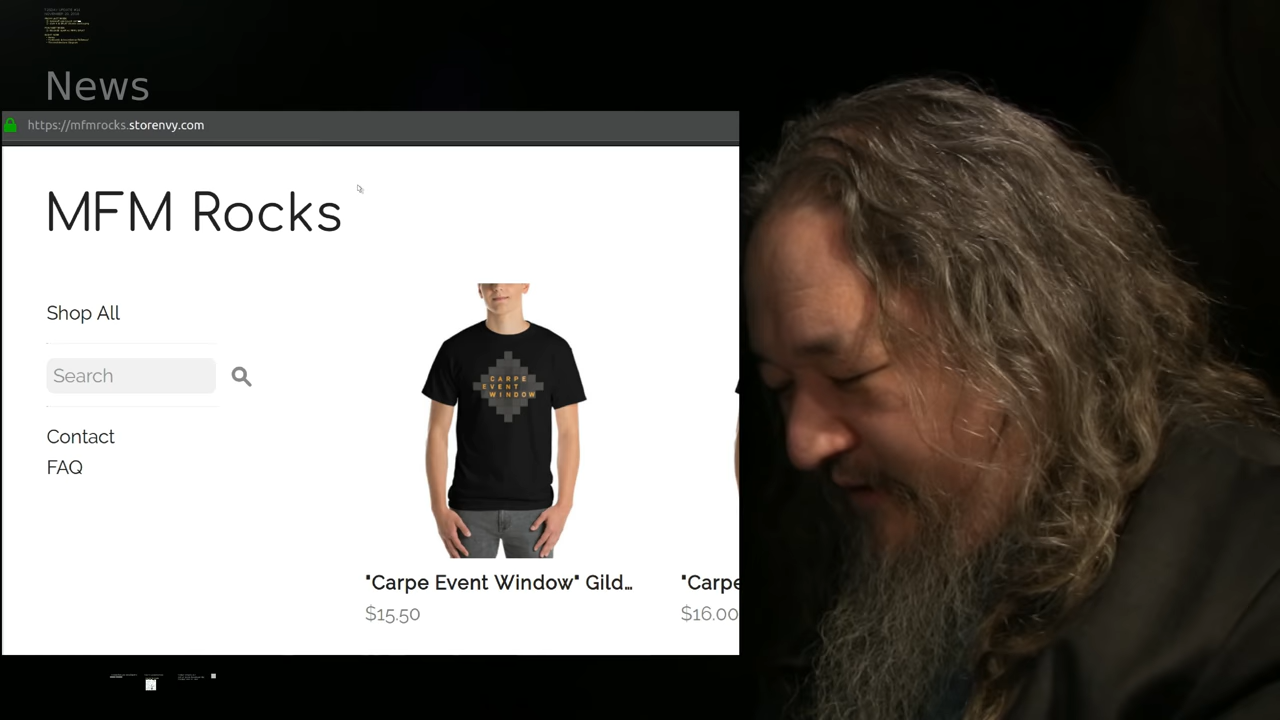 News
https://mfmrocks.storenvy.com
MFM Rocks
Shop All
Search
Contact
FAQ
CARPE
EVENT
WINDOW
"Carpe Event Window" Gild…
$15.50
"Carpe
$16.00